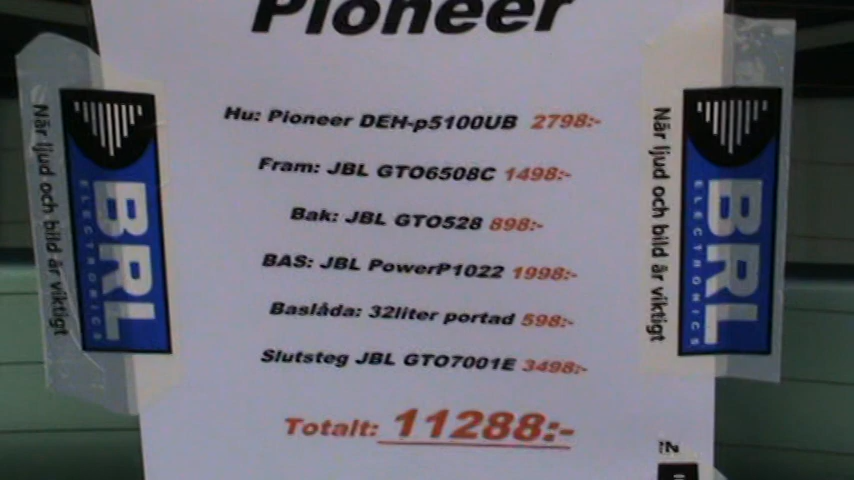 Pioneer
Hu: Pioneer DEH-p5100UB 2798:-
Fram: JBL GTO6508C 1498:-
Bak: JBL GTO528 898:-
BAS: JBL PowerP1022 1998:-
Baslåda: 32liter portad 598:-
Slutsteg JBL GTO7001E 3498:-
Totalt: 11288:-
BRL
ELECTRONICS
När ljud och bild är viktigt
BRL
ELECTRONICS
När ljud och bild är viktigt